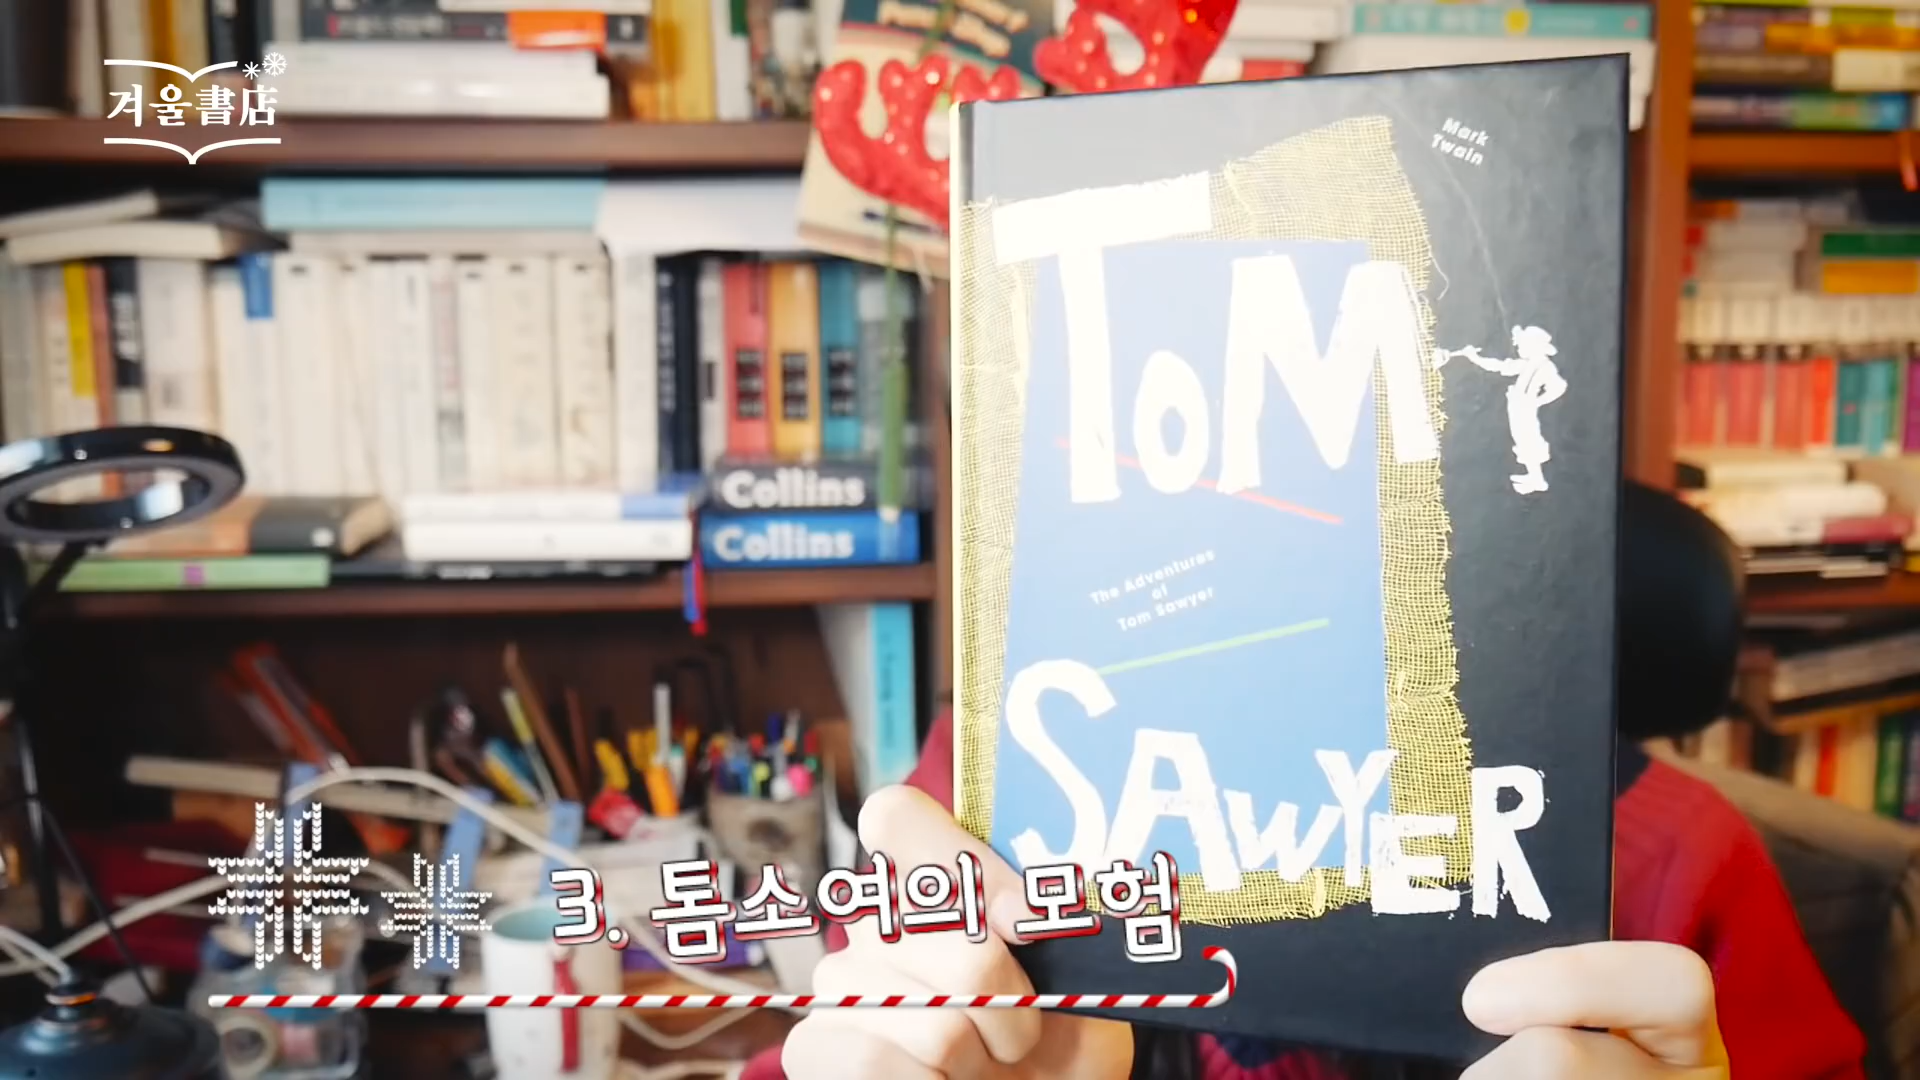 겨울書店
Mark
Twain
TOM
The Adventures
of
Tom Sawyer
SAWYER
Collins
Collins
3. 톰소여의 모험